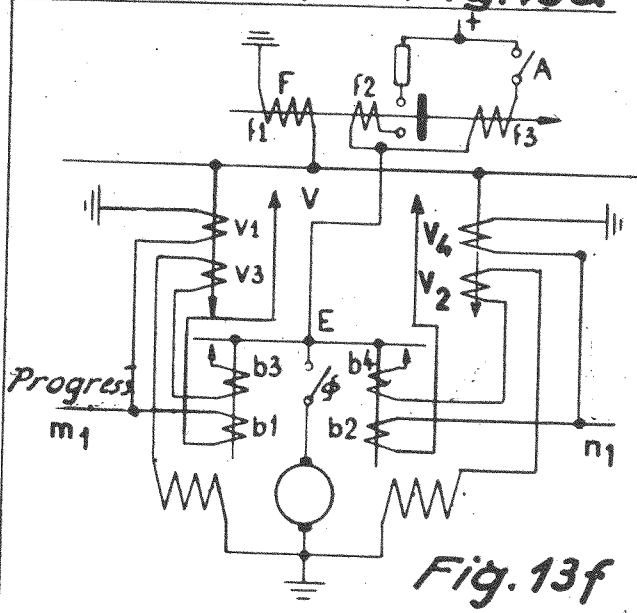 +
A
F
f2
f1
f3
V
V1
V4
V3
V2
E
b3
b4
ϕ
Progress
b1
b2
m1
n1
Fig. 13f